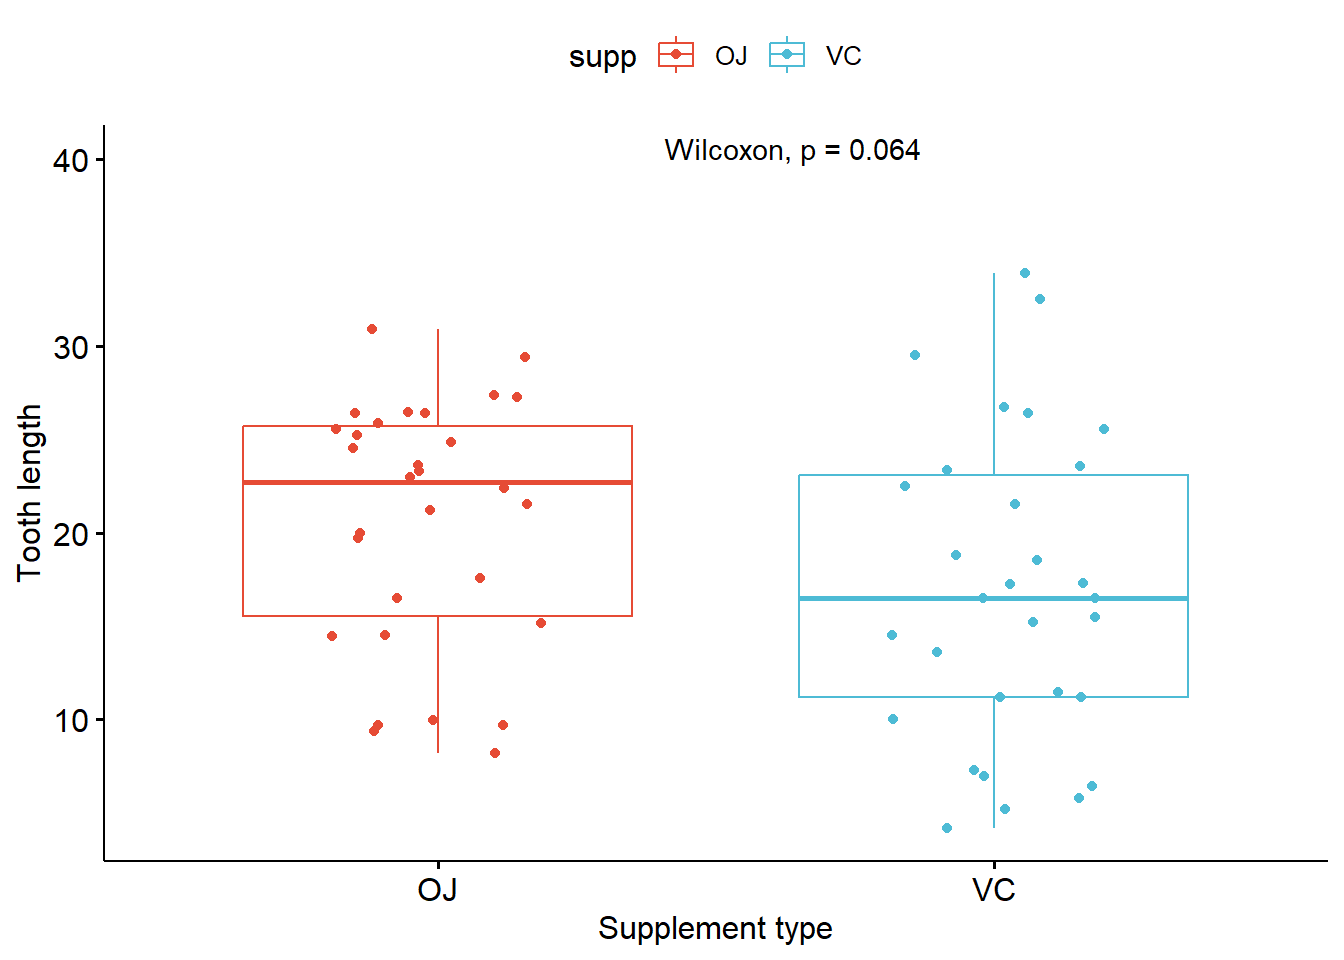 supp OJ VC
Wilcoxon, p = 0.064
40
30
20
10
Tooth length
OJ VC
Supplement type